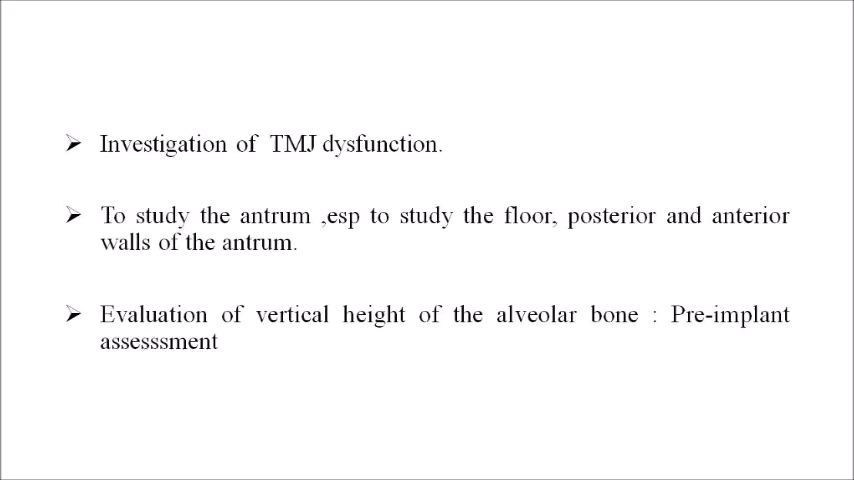 ➢ Investigation of TMJ dysfunction.
➢ To study the antrum ,esp to study the floor, posterior and anterior
walls of the antrum.
➢ Evaluation of vertical height of the alveolar bone : Pre-implant
assesssment